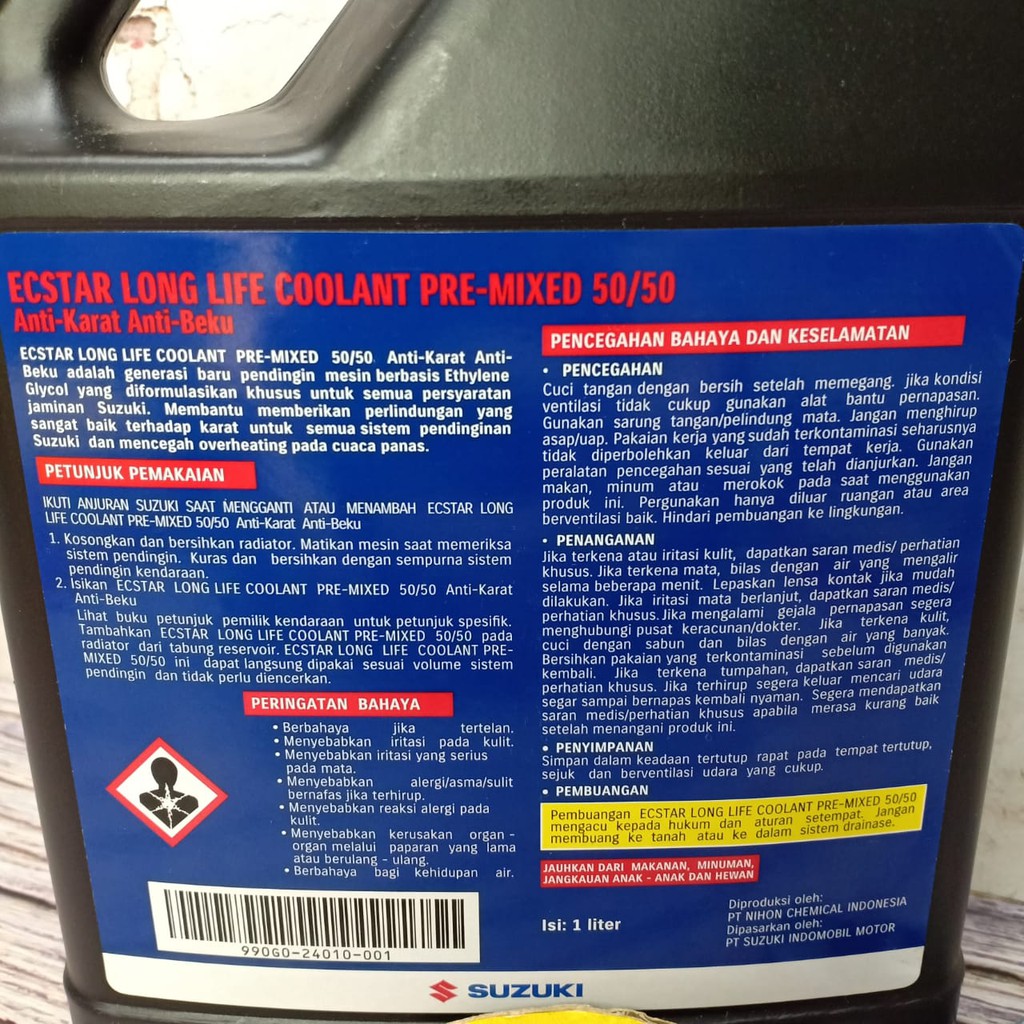 ECSTAR LONG LIFE COOLANT PRE-MIXED 50/50
Anti-Karat Anti-Beku
ECSTAR LONG LIFE COOLANT PRE-MIXED 50/50 Anti-Karat Anti-
Beku adalah generasi baru pendingin mesin berbasis Ethylene
Glycol yang diformulasikan khusus untuk semua persyaratan
jaminan Suzuki. Membantu memberikan perlindungan yang
sangat baik terhadap karat untuk semua sistem pendinginan
Suzuki dan mencegah overheating pada cuaca panas.
PETUNJUK PEMAKAIAN
IKUTI ANJURAN SUZUKI SAAT MENGGANTI ATAU MENAMBAH ECSTAR LONG
LIFE COOLANT PRE-MIXED 50/50 Anti-Karat Anti-Beku
1. Kosongkan dan bersihkan radiator. Matikan mesin saat memeriksa
sistem pendingin. Kuras dan bersihkan dengan sempurna sistem
pendingin kendaraan.
2. Isikan ECSTAR LONG LIFE COOLANT PRE-MIXED 50/50 Anti-Karat
Anti-Beku
Lihat buku petunjuk pemilik kendaraan untuk petunjuk spesifik.
Tambahkan ECSTAR LONG LIFE COOLANT PRE-MIXED 50/50 pada
radiator dari tabung reservoir. ECSTAR LONG LIFE COOLANT PRE-
MIXED 50/50 ini dapat langsung dipakai sesuai volume sistem
pendingin dan tidak perlu diencerkan.
PERINGATAN BAHAYA
• Berbahaya jika tertelan.
• Menyebabkan iritasi pada kulit.
• Menyebabkan iritasi yang serius
pada mata.
• Menyebabkan alergi/asma/sulit
bernafas jika terhirup.
• Menyebabkan reaksi alergi pada
kulit.
• Menyebabkan kerusakan organ -
organ melalui paparan yang lama
atau berulang - ulang.
• Berbahaya bagi kehidupan air.
990G0-24010-001
PENCEGAHAN BAHAYA DAN KESELAMATAN
• PENCEGAHAN
Cuci tangan dengan bersih setelah memegang. jika kondisi
ventilasi tidak cukup gunakan alat bantu pernapasan.
Gunakan sarung tangan/pelindung mata. Jangan menghirup
asap/uap. Pakaian kerja yang sudah terkontaminasi seharusnya
tidak diperbolehkan keluar dari tempat kerja. Gunakan
peralatan pencegahan sesuai yang telah dianjurkan. Jangan
makan, minum atau merokok pada saat menggunakan
produk ini. Pergunakan hanya diluar ruangan atau area
berventilasi baik. Hindari pembuangan ke lingkungan.
• PENANGANAN
Jika terkena atau iritasi kulit, dapatkan saran medis/ perhatian
khusus. Jika terkena mata, bilas dengan air yang mengalir
selama beberapa menit. Lepaskan lensa kontak jika mudah
dilakukan. Jika iritasi mata berlanjut, dapatkan saran medis/
perhatian khusus. Jika mengalami gejala pernapasan segera
menghubungi pusat keracunan/dokter. Jika terkena kulit,
cuci dengan sabun dan bilas dengan air yang banyak.
Bersihkan pakaian yang terkontaminasi sebelum digunakan
kembali. Jika terkena tumpahan, dapatkan saran medis/
perhatian khusus. Jika terhirup segera keluar mencari udara
segar sampai bernapas kembali nyaman. Segera mendapatkan
saran medis/perhatian khusus apabila merasa kurang baik
setelah menangani produk ini.
• PENYIMPANAN
Simpan dalam keadaan tertutup rapat pada tempat tertutup,
sejuk dan berventilasi udara yang cukup.
• PEMBUANGAN
Pembuangan ECSTAR LONG LIFE COOLANT PRE-MIXED 50/50
mengacu kepada hukum dan aturan setempat. Jangan
membuang ke tanah atau ke dalam sistem drainase.
JAUHKAN DARI MAKANAN, MINUMAN,
JANGKAUAN ANAK - ANAK DAN HEWAN
Isi: 1 liter
Diproduksi oleh:
PT NIHON CHEMICAL INDONESIA
Dipasarkan oleh:
PT SUZUKI INDOMOBIL MOTOR
SUZUKI